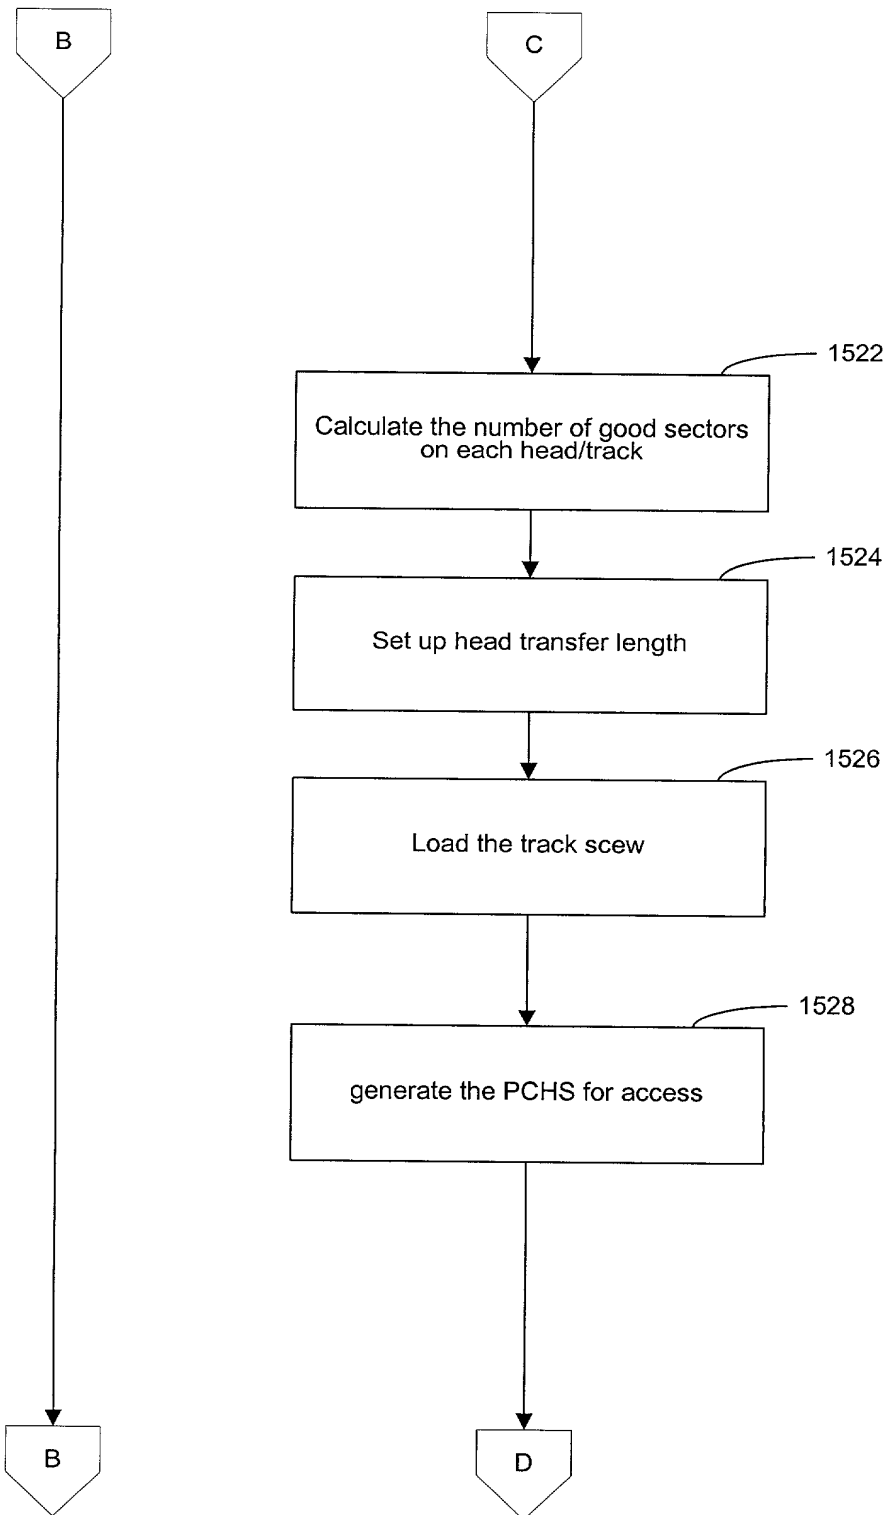 B
C
1522
Calculate the number of good sectors
on each head/track
1524
Set up head transfer length
1526
Load the track scew
1528
generate the PCHS for access
B
D